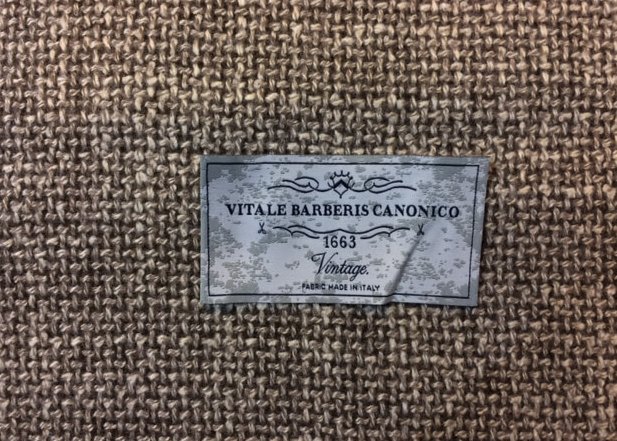 VITALE BARBERIS CANONICO
1663
Vintage.
FABRIC MADE IN ITALY